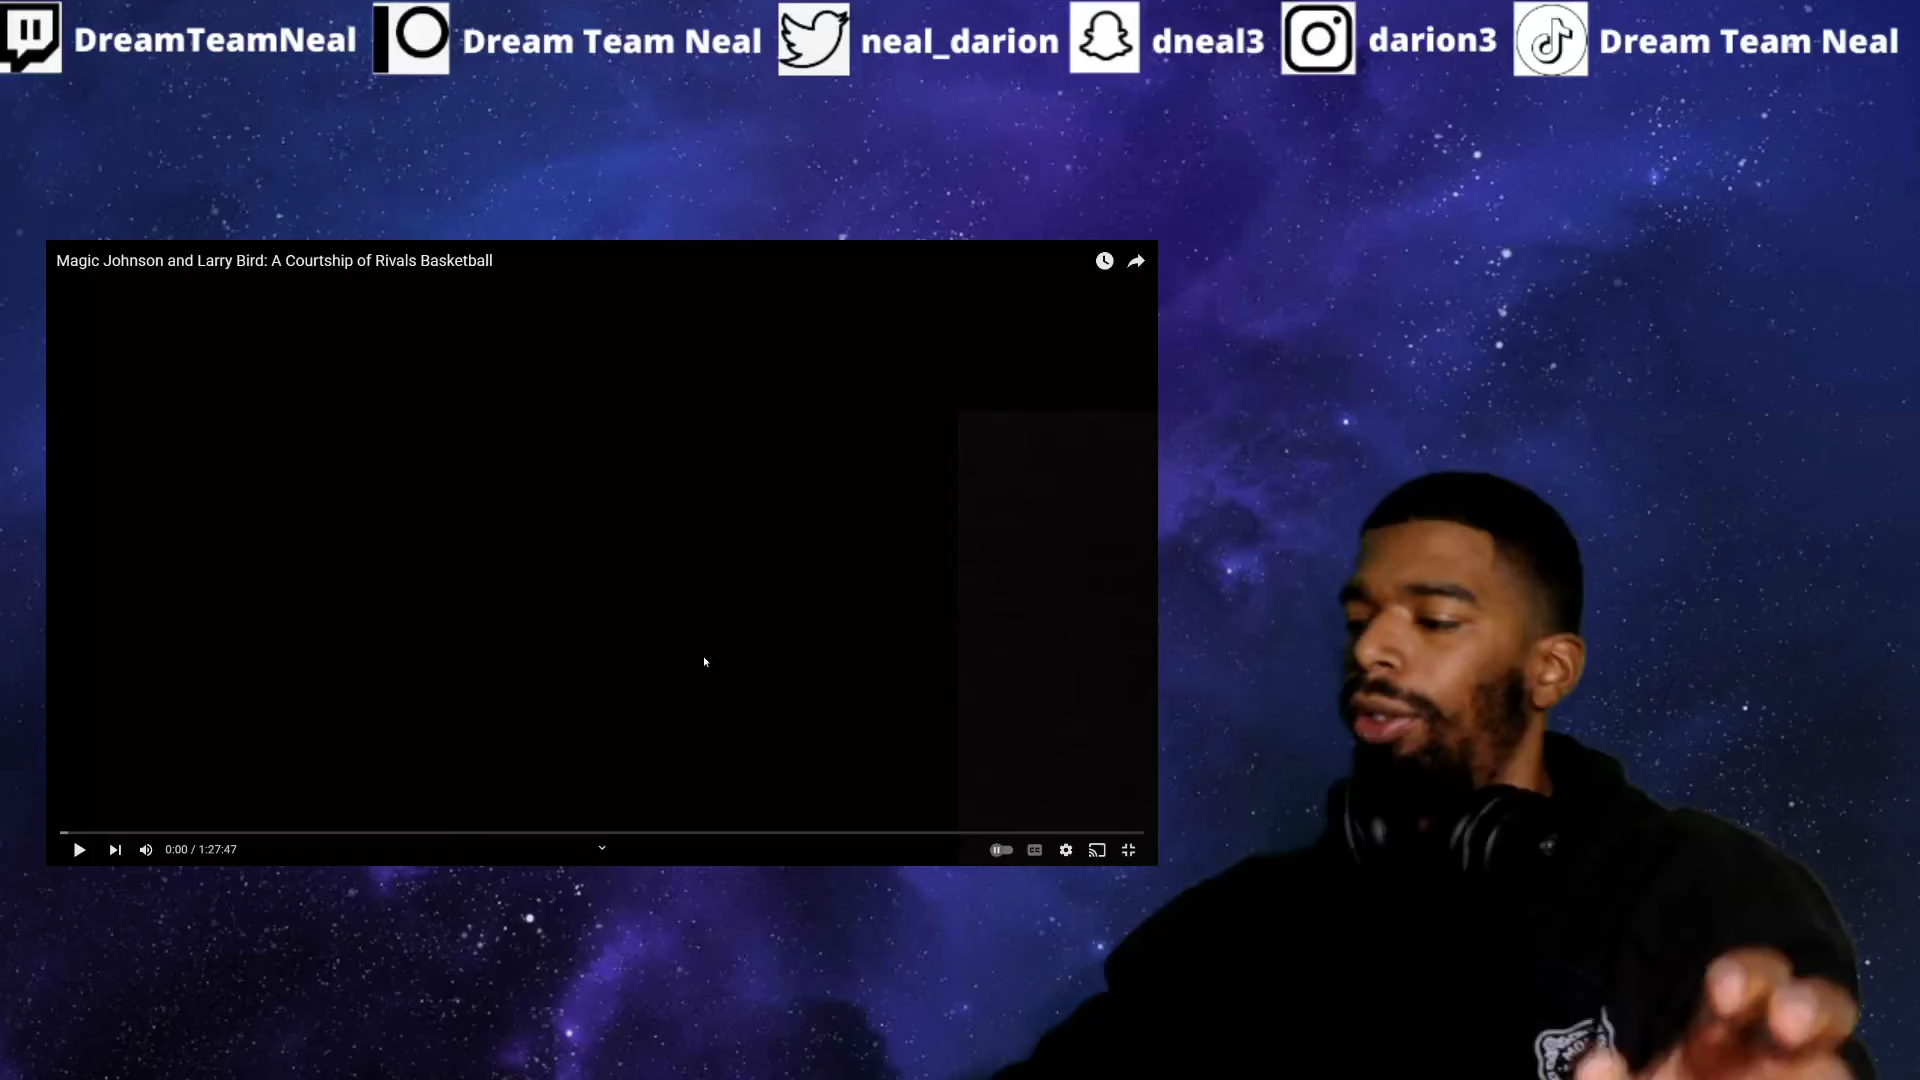 DreamTeamNeal Dream Team Neal neal_darion dneal3 darion3 Dream Team Neal
Magic Johnson and Larry Bird: A Courtship of Rivals Basketball
0:00 / 1:27:47
CC